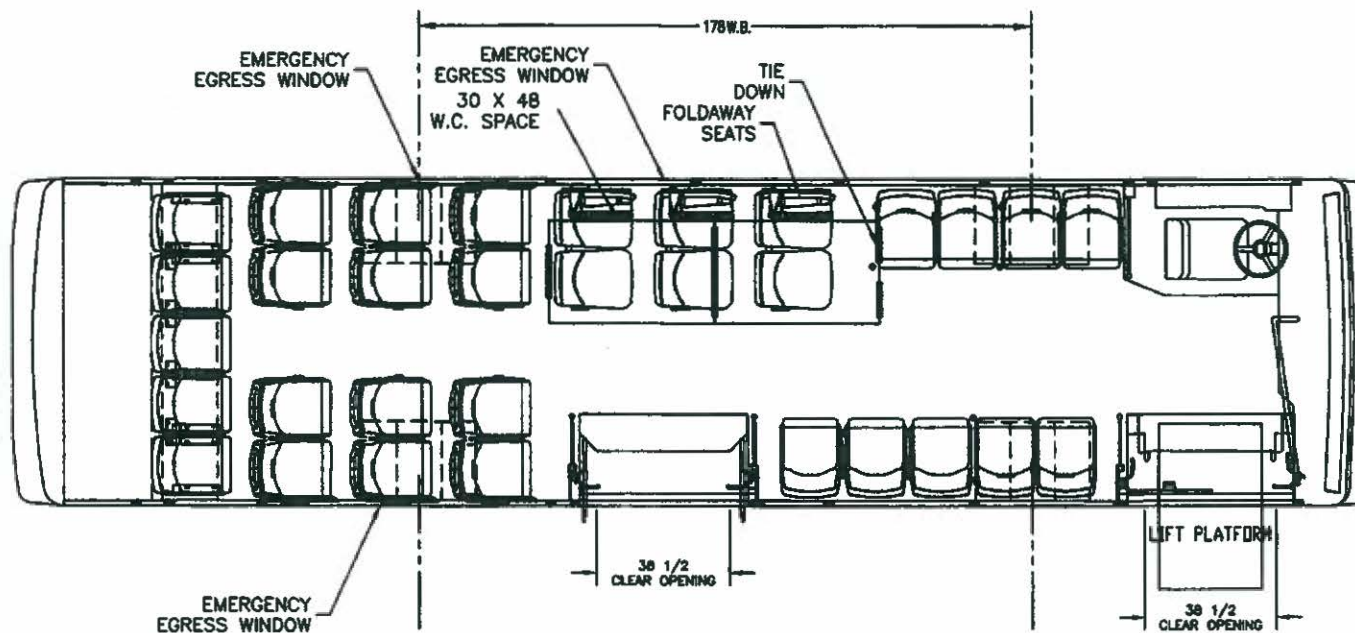 178W.B.
EMERGENCY
EGRESS WINDOW
EMERGENCY
EGRESS WINDOW
30 X 48
W.C. SPACE
TIE
DOWN
FOLDAWAY
SEATS
LIFT PLATFORM
38 1/2
CLEAR OPENING
38 1/2
CLEAR OPENING
EMERGENCY
EGRESS WINDOW